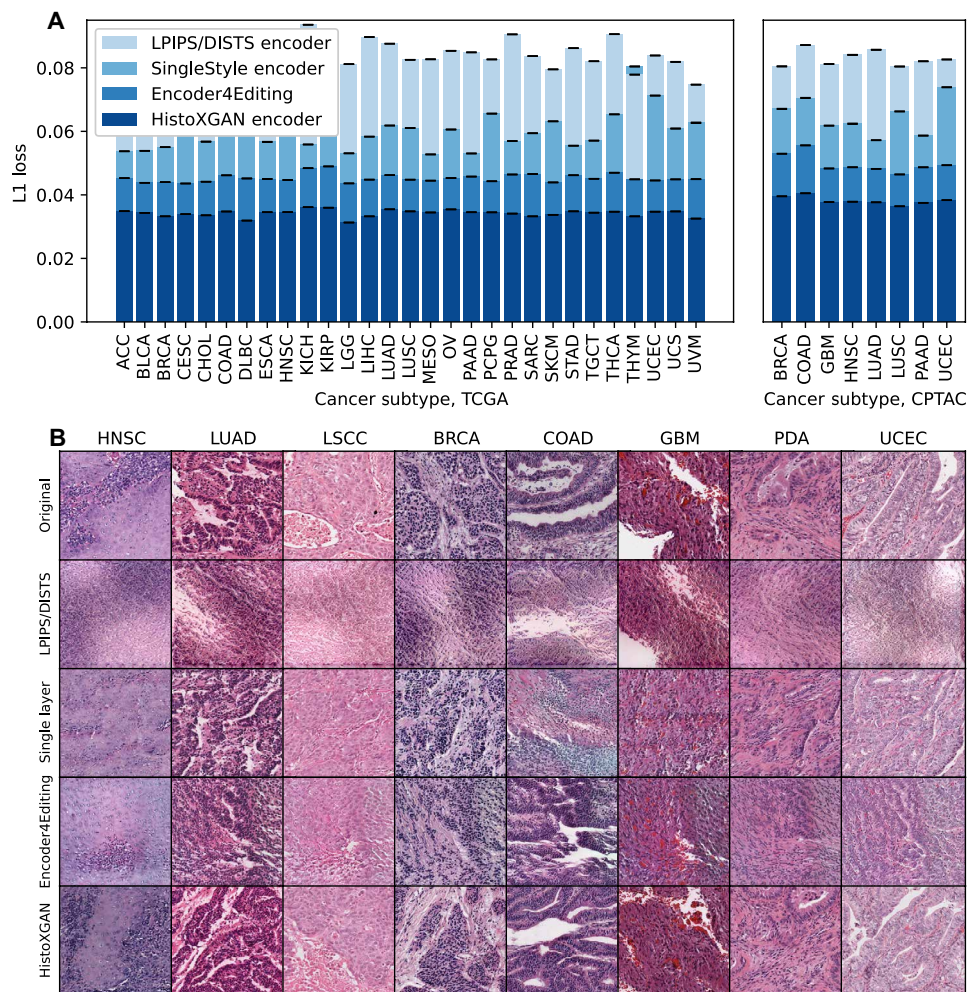 A
LPIPS/DISTS encoder
SingleStyle encoder
Encoder4Editing
HistoXGAN encoder
L1 loss
0.08
0.06
0.04
0.02
0.00
ACC BLCA BRCA CESC CHOL COAD DLBC ESCA HNSC KICH KIRP LGG LIHC LUAD LUSC MESO OV PAAD PCPG PRAD SARC SKCM STAD TGCT THCA THYM UCEC UCS UVM
Cancer subtype, TCGA
BRCA COAD GBM HNSC LUAD LUSC PAAD UCEC
Cancer subtype, CPTAC
B
HNSC LUAD LSCC BRCA COAD GBM PDA UCEC
Original
LPIPS/DISTS
Single layer
Encoder4Editing
HistoXGAN